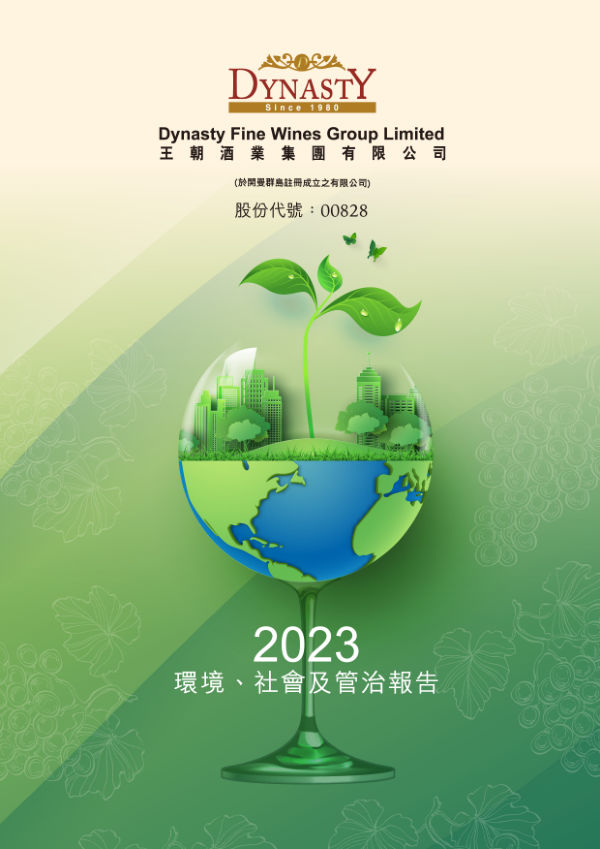 DYNASTY
Since 1980
Dynasty Fine Wines Group Limited
王朝酒業集團有限公司
(於開曼群島註冊成立之有限公司)
股份代號：00828
2023
環境、社會及管治報告